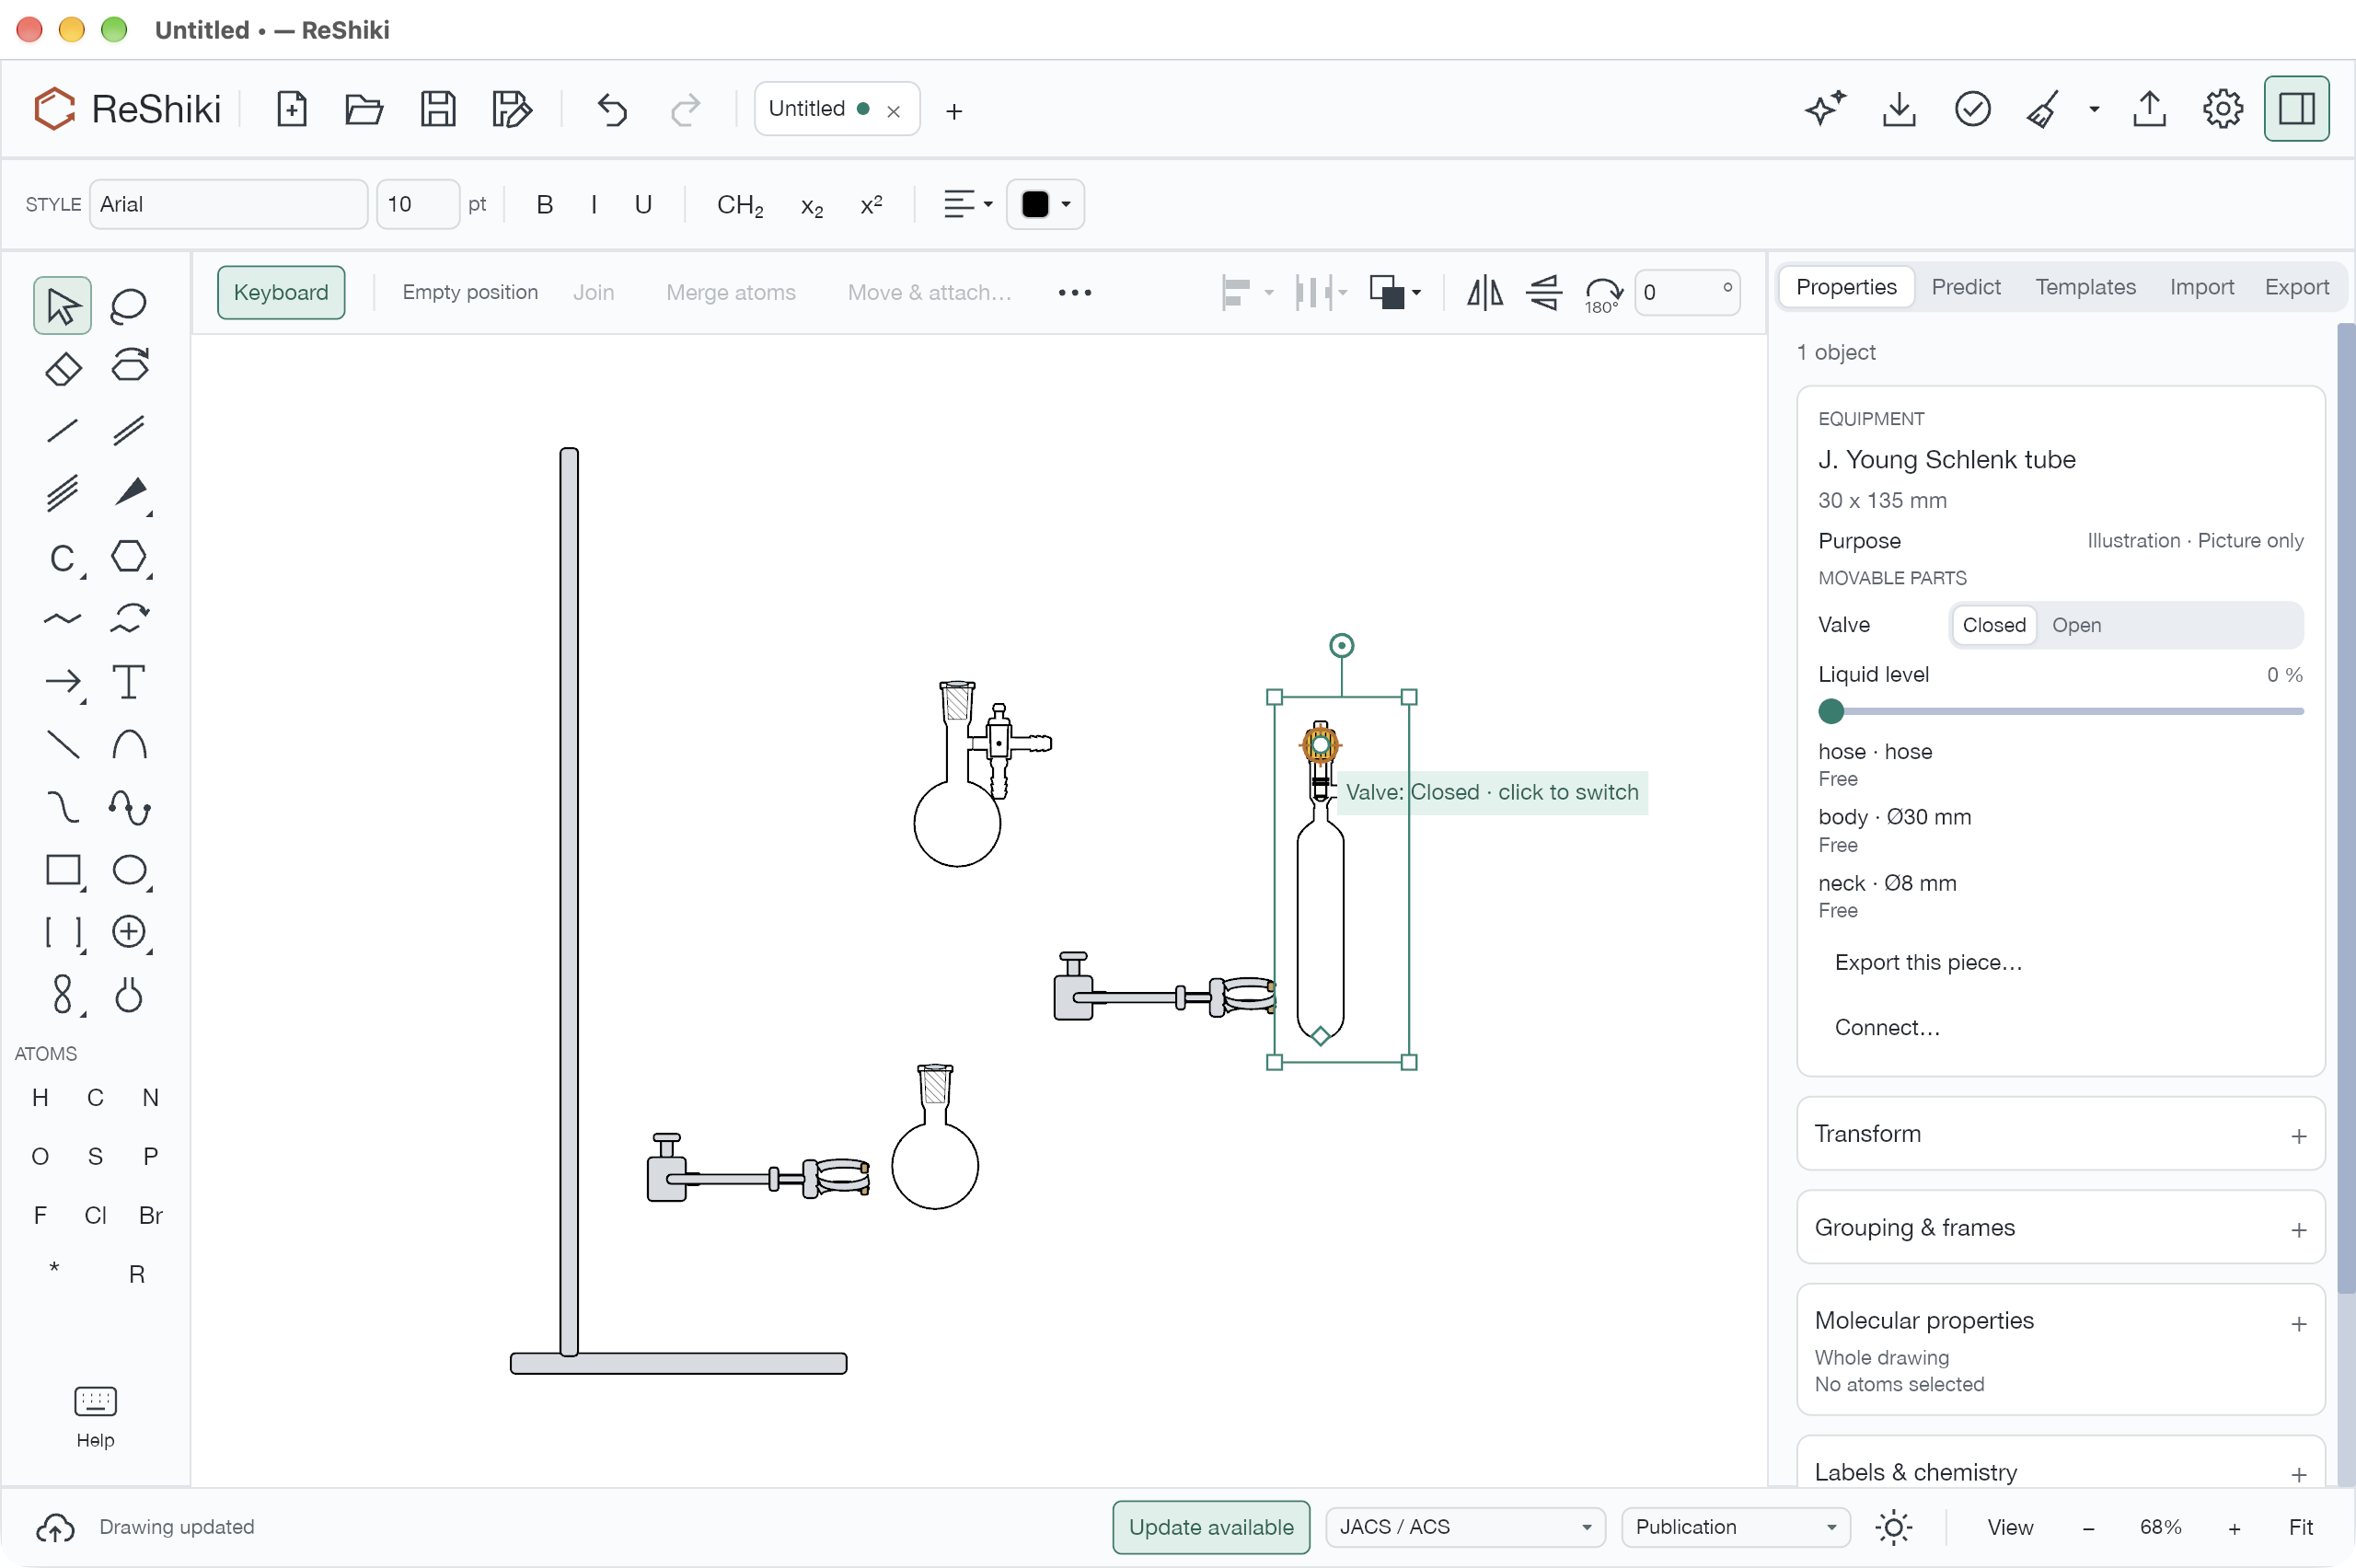 Untitled • — ReShiki
ReShiki
Untitled
STYLE Arial 10 pt B I U CH₂ x₂ x²
Keyboard Empty position Join Merge atoms Move & attach... 180° 0 °
Properties Predict Templates Import Export
1 object
EQUIPMENT
J. Young Schlenk tube
30 x 135 mm
Purpose Illustration · Picture only
MOVABLE PARTS
Valve Closed Open
Liquid level 0 %
hose · hose
Free
body · Ø30 mm
Free
neck · Ø8 mm
Free
Export this piece...
Connect...
Transform +
Grouping & frames +
Molecular properties +
Whole drawing
No atoms selected
Labels & chemistry +
Valve: Closed · click to switch
C
T
[ ]
ATOMS
H C N
O S P
F Cl Br
* R
Help
Drawing updated
Update available JACS / ACS Publication View – 68% + Fit